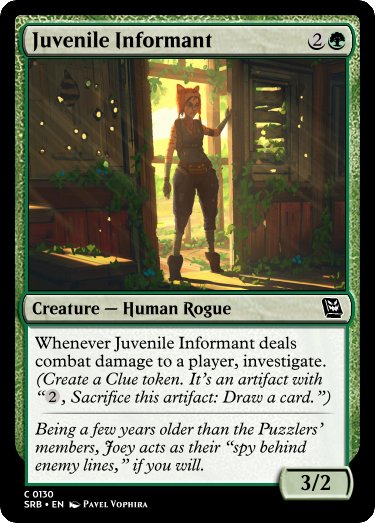 Juvenile Informant 2
Creature — Human Rogue
Whenever Juvenile Informant deals
combat damage to a player, investigate.
(Create a Clue token. It's an artifact with
“2, Sacrifice this artifact: Draw a card.”)
Being a few years older than the Puzzlers'
members, Joey acts as their “spy behind
enemy lines,” if you will.
3/2
C 0130
SRB • EN Pavel Vophira